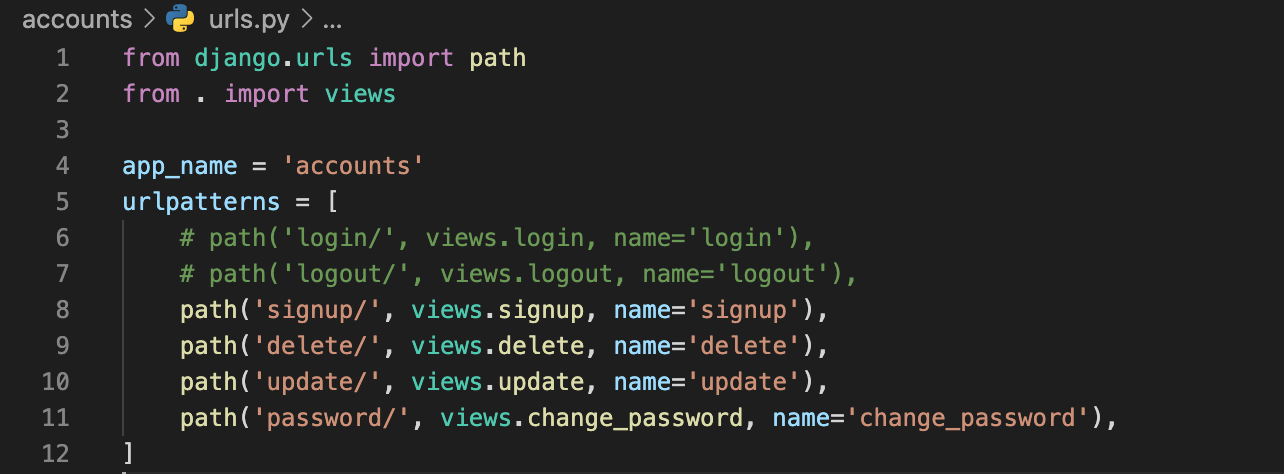 accounts > urls.py > ...
1 from django.urls import path
2 from . import views
3
4 app_name = 'accounts'
5 urlpatterns = [
6     # path('login/', views.login, name='login'),
7     # path('logout/', views.logout, name='logout'),
8     path('signup/', views.signup, name='signup'),
9     path('delete/', views.delete, name='delete'),
10     path('update/', views.update, name='update'),
11     path('password/', views.change_password, name='change_password'),
12 ]